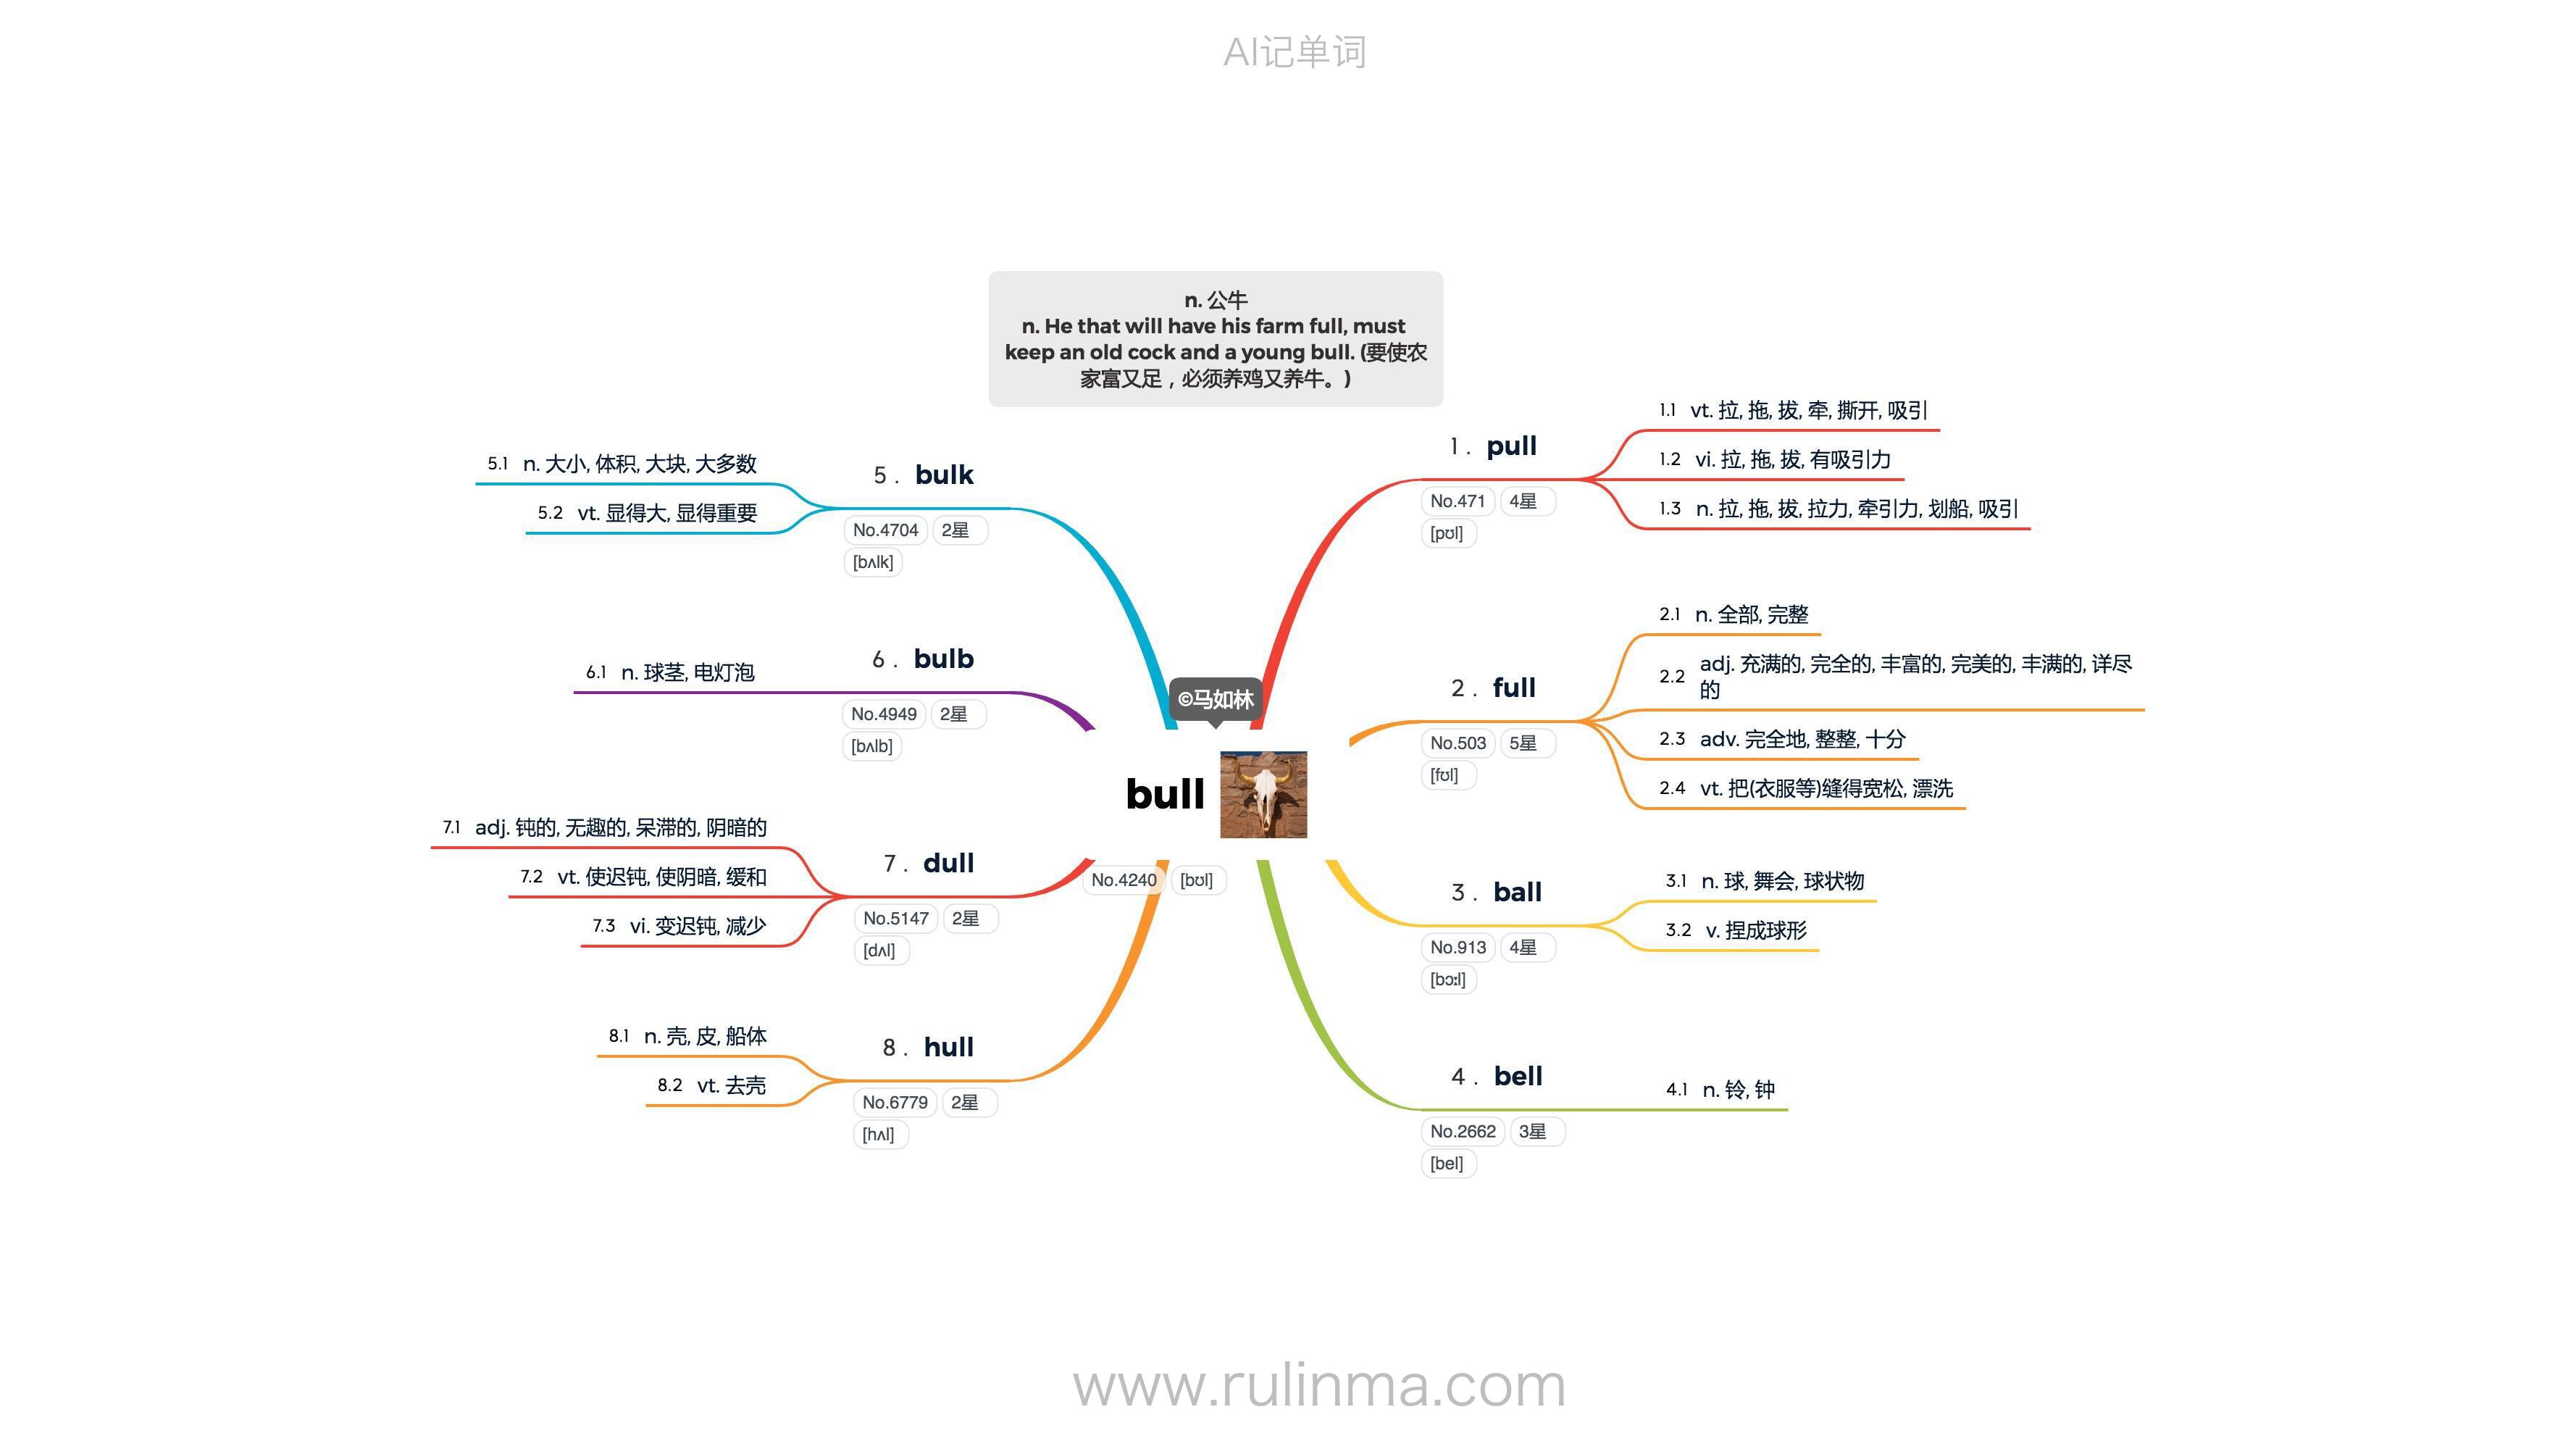 AI记单词
n. 公牛
n. He that will have his farm full, must
keep an old cock and a young bull. (要使农
家富又足，必须养鸡又养牛。)
©马如林
bull
No.4240 [bʊl]
1. pull
No.471 4星
[pʊl]
1.1 vt. 拉, 拖, 拔, 牵, 撕开, 吸引
1.2 vi. 拉, 拖, 拔, 有吸引力
1.3 n. 拉, 拖, 拔, 拉力, 牵引力, 划船, 吸引
2. full
No.503 5星
[fʊl]
2.1 n. 全部, 完整
2.2 adj. 充满的, 完全的, 丰富的, 完美的, 丰满的, 详尽
的
2.3 adv. 完全地, 整整, 十分
2.4 vt. 把(衣服等)缝得宽松, 漂洗
3. ball
No.913 4星
[bɔːl]
3.1 n. 球, 舞会, 球状物
3.2 v. 捏成球形
4. bell
No.2662 3星
[bel]
4.1 n. 铃, 钟
5. bulk
No.4704 2星
[bʌlk]
5.1 n. 大小, 体积, 大块, 大多数
5.2 vt. 显得大, 显得重要
6. bulb
No.4949 2星
[bʌlb]
6.1 n. 球茎, 电灯泡
7. dull
No.5147 2星
[dʌl]
7.1 adj. 钝的, 无趣的, 呆滞的, 阴暗的
7.2 vt. 使迟钝, 使阴暗, 缓和
7.3 vi. 变迟钝, 减少
8. hull
No.6779 2星
[hʌl]
8.1 n. 壳, 皮, 船体
8.2 vt. 去壳
www.rulinma.com